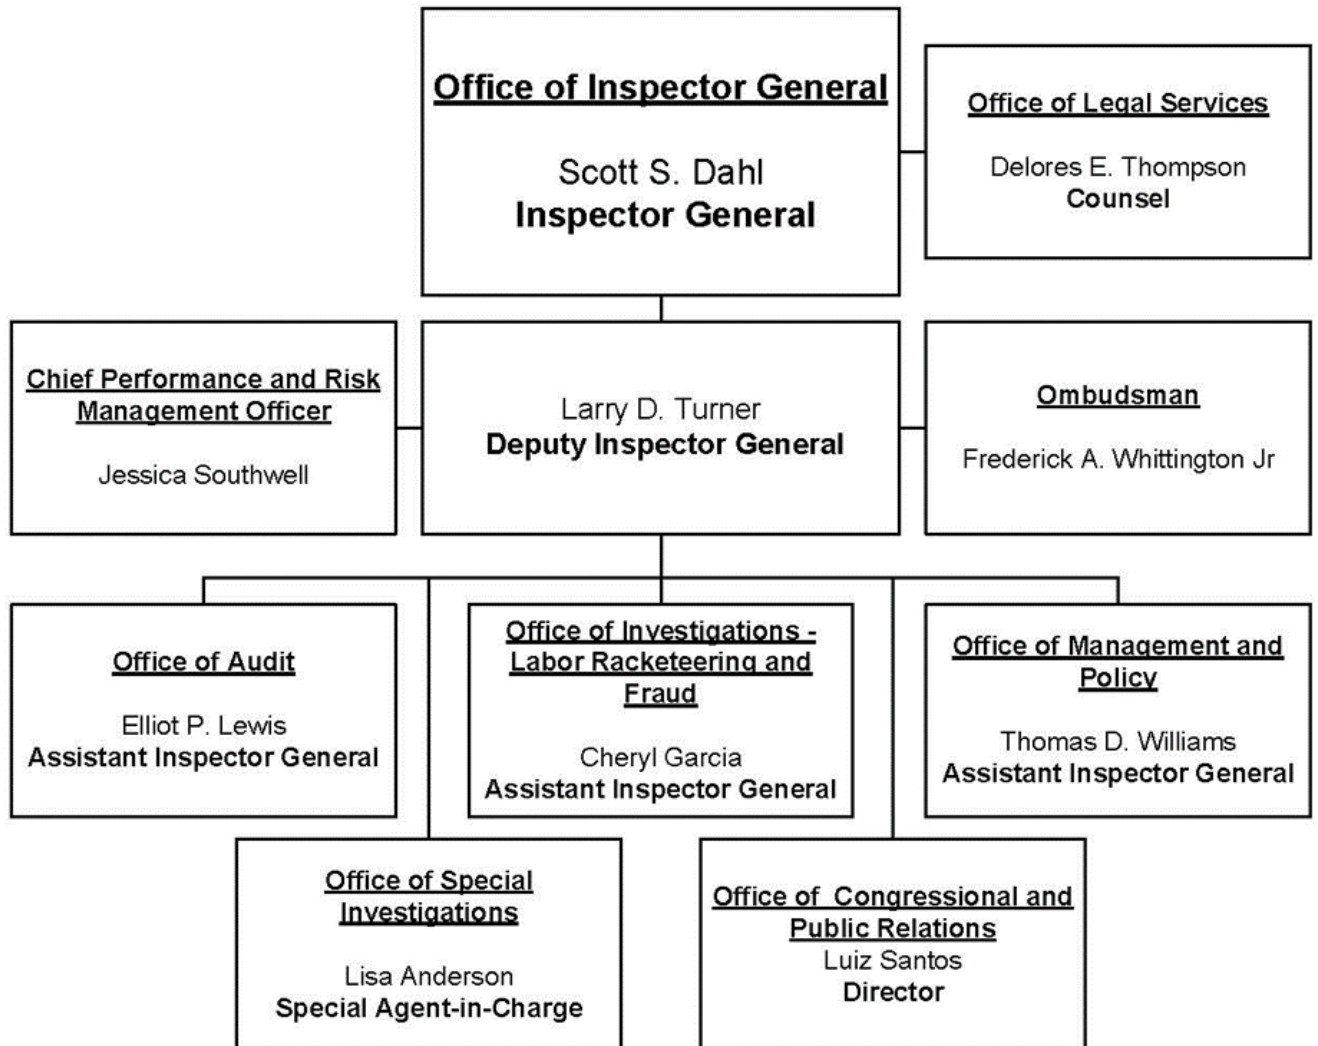 Office of Inspector General
Scott S. Dahl
Inspector General
Office of Legal Services
Delores E. Thompson
Counsel
Chief Performance and Risk
Management Officer
Jessica Southwell
Larry D. Turner
Deputy Inspector General
Ombudsman
Frederick A. Whittington Jr
Office of Audit
Elliot P. Lewis
Assistant Inspector General
Office of Investigations -
Labor Racketeering and
Fraud
Cheryl Garcia
Assistant Inspector General
Office of Management and
Policy
Thomas D. Williams
Assistant Inspector General
Office of Special
Investigations
Lisa Anderson
Special Agent-in-Charge
Office of  Congressional and
Public Relations
Luiz Santos
Director